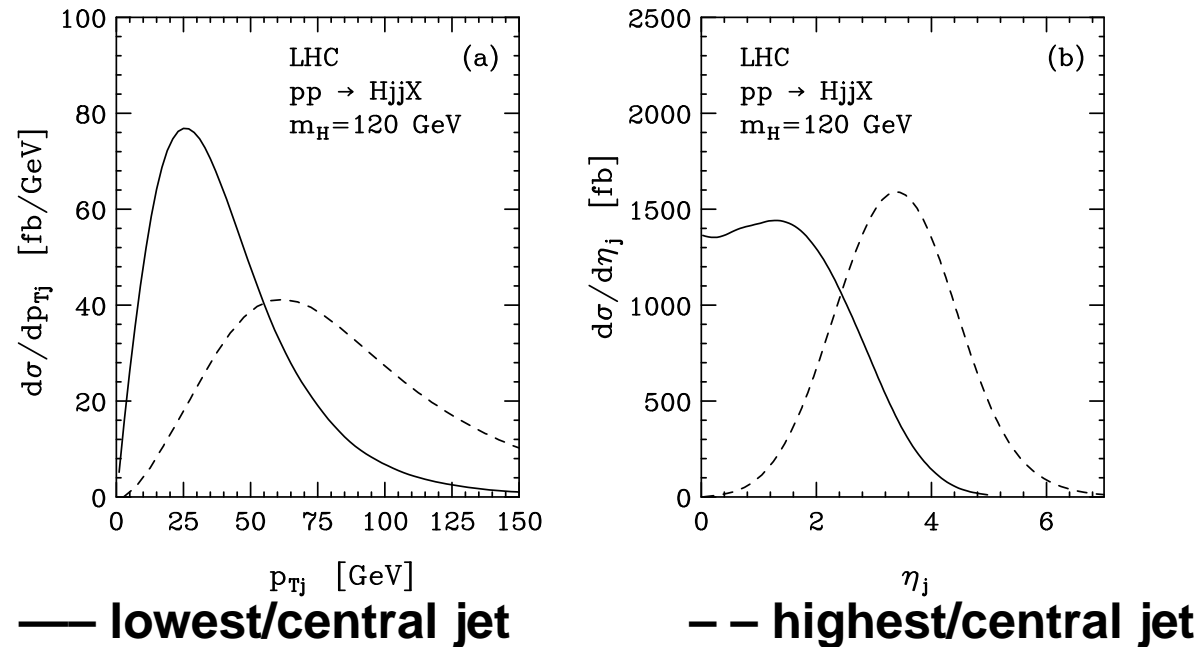 100
80
60
40
20
0
0 25 50 75 100 125 150
dσ/dp_Tj [fb/GeV]
LHC (a)
pp → HjjX
m_H=120 GeV
p_Tj [GeV]
2500
2000
1500
1000
500
0
0 2 4 6
dσ/dη_j [fb]
LHC (b)
pp → HjjX
m_H=120 GeV
η_j
lowest/central jet
highest/central jet